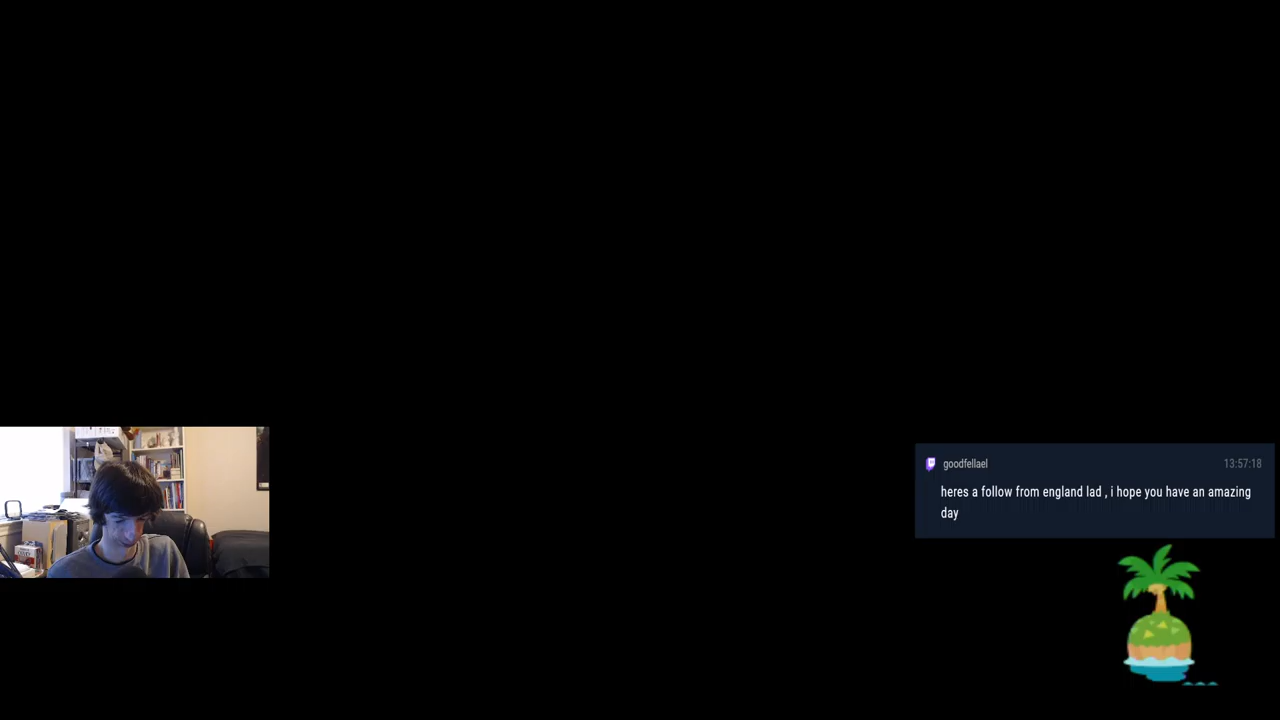 goodfellael
13:57:18
heres a follow from england lad , i hope you have an amazing
day